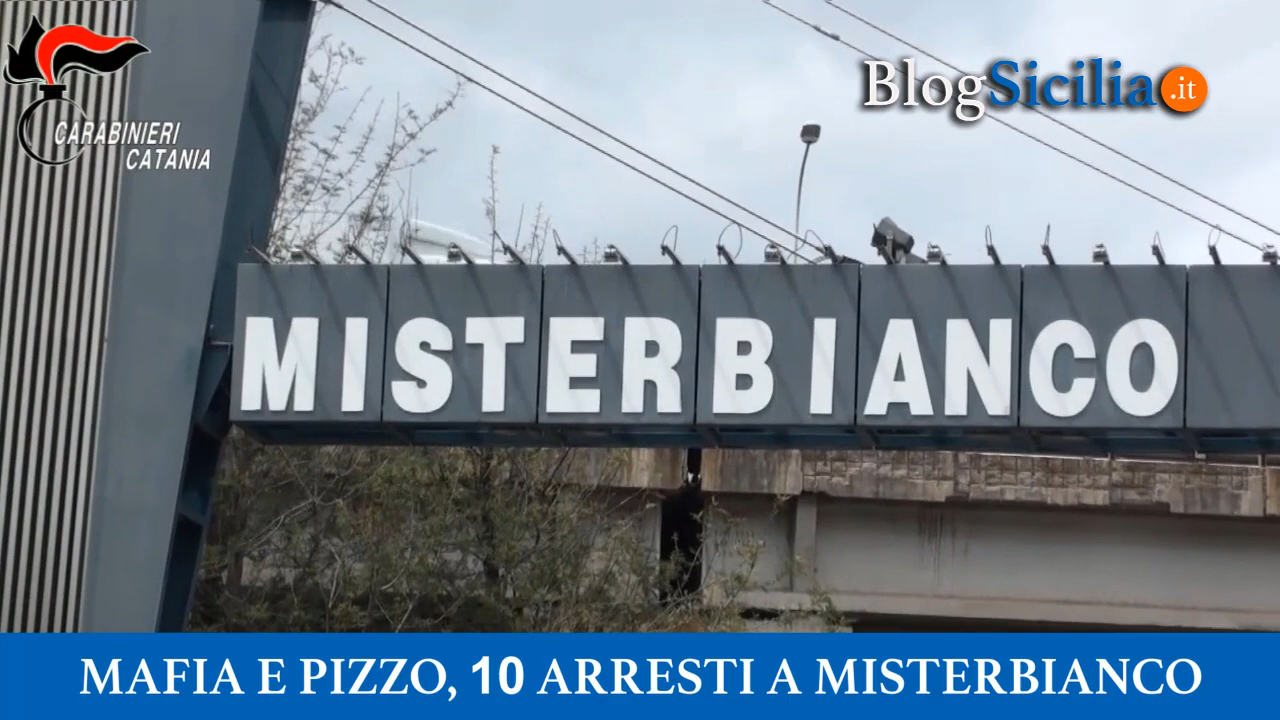 CARABINIERI
CATANIA
BlogSicilia.it
MISTERBIANCO
MAFIA E PIZZO, 10 ARRESTI A MISTERBIANCO